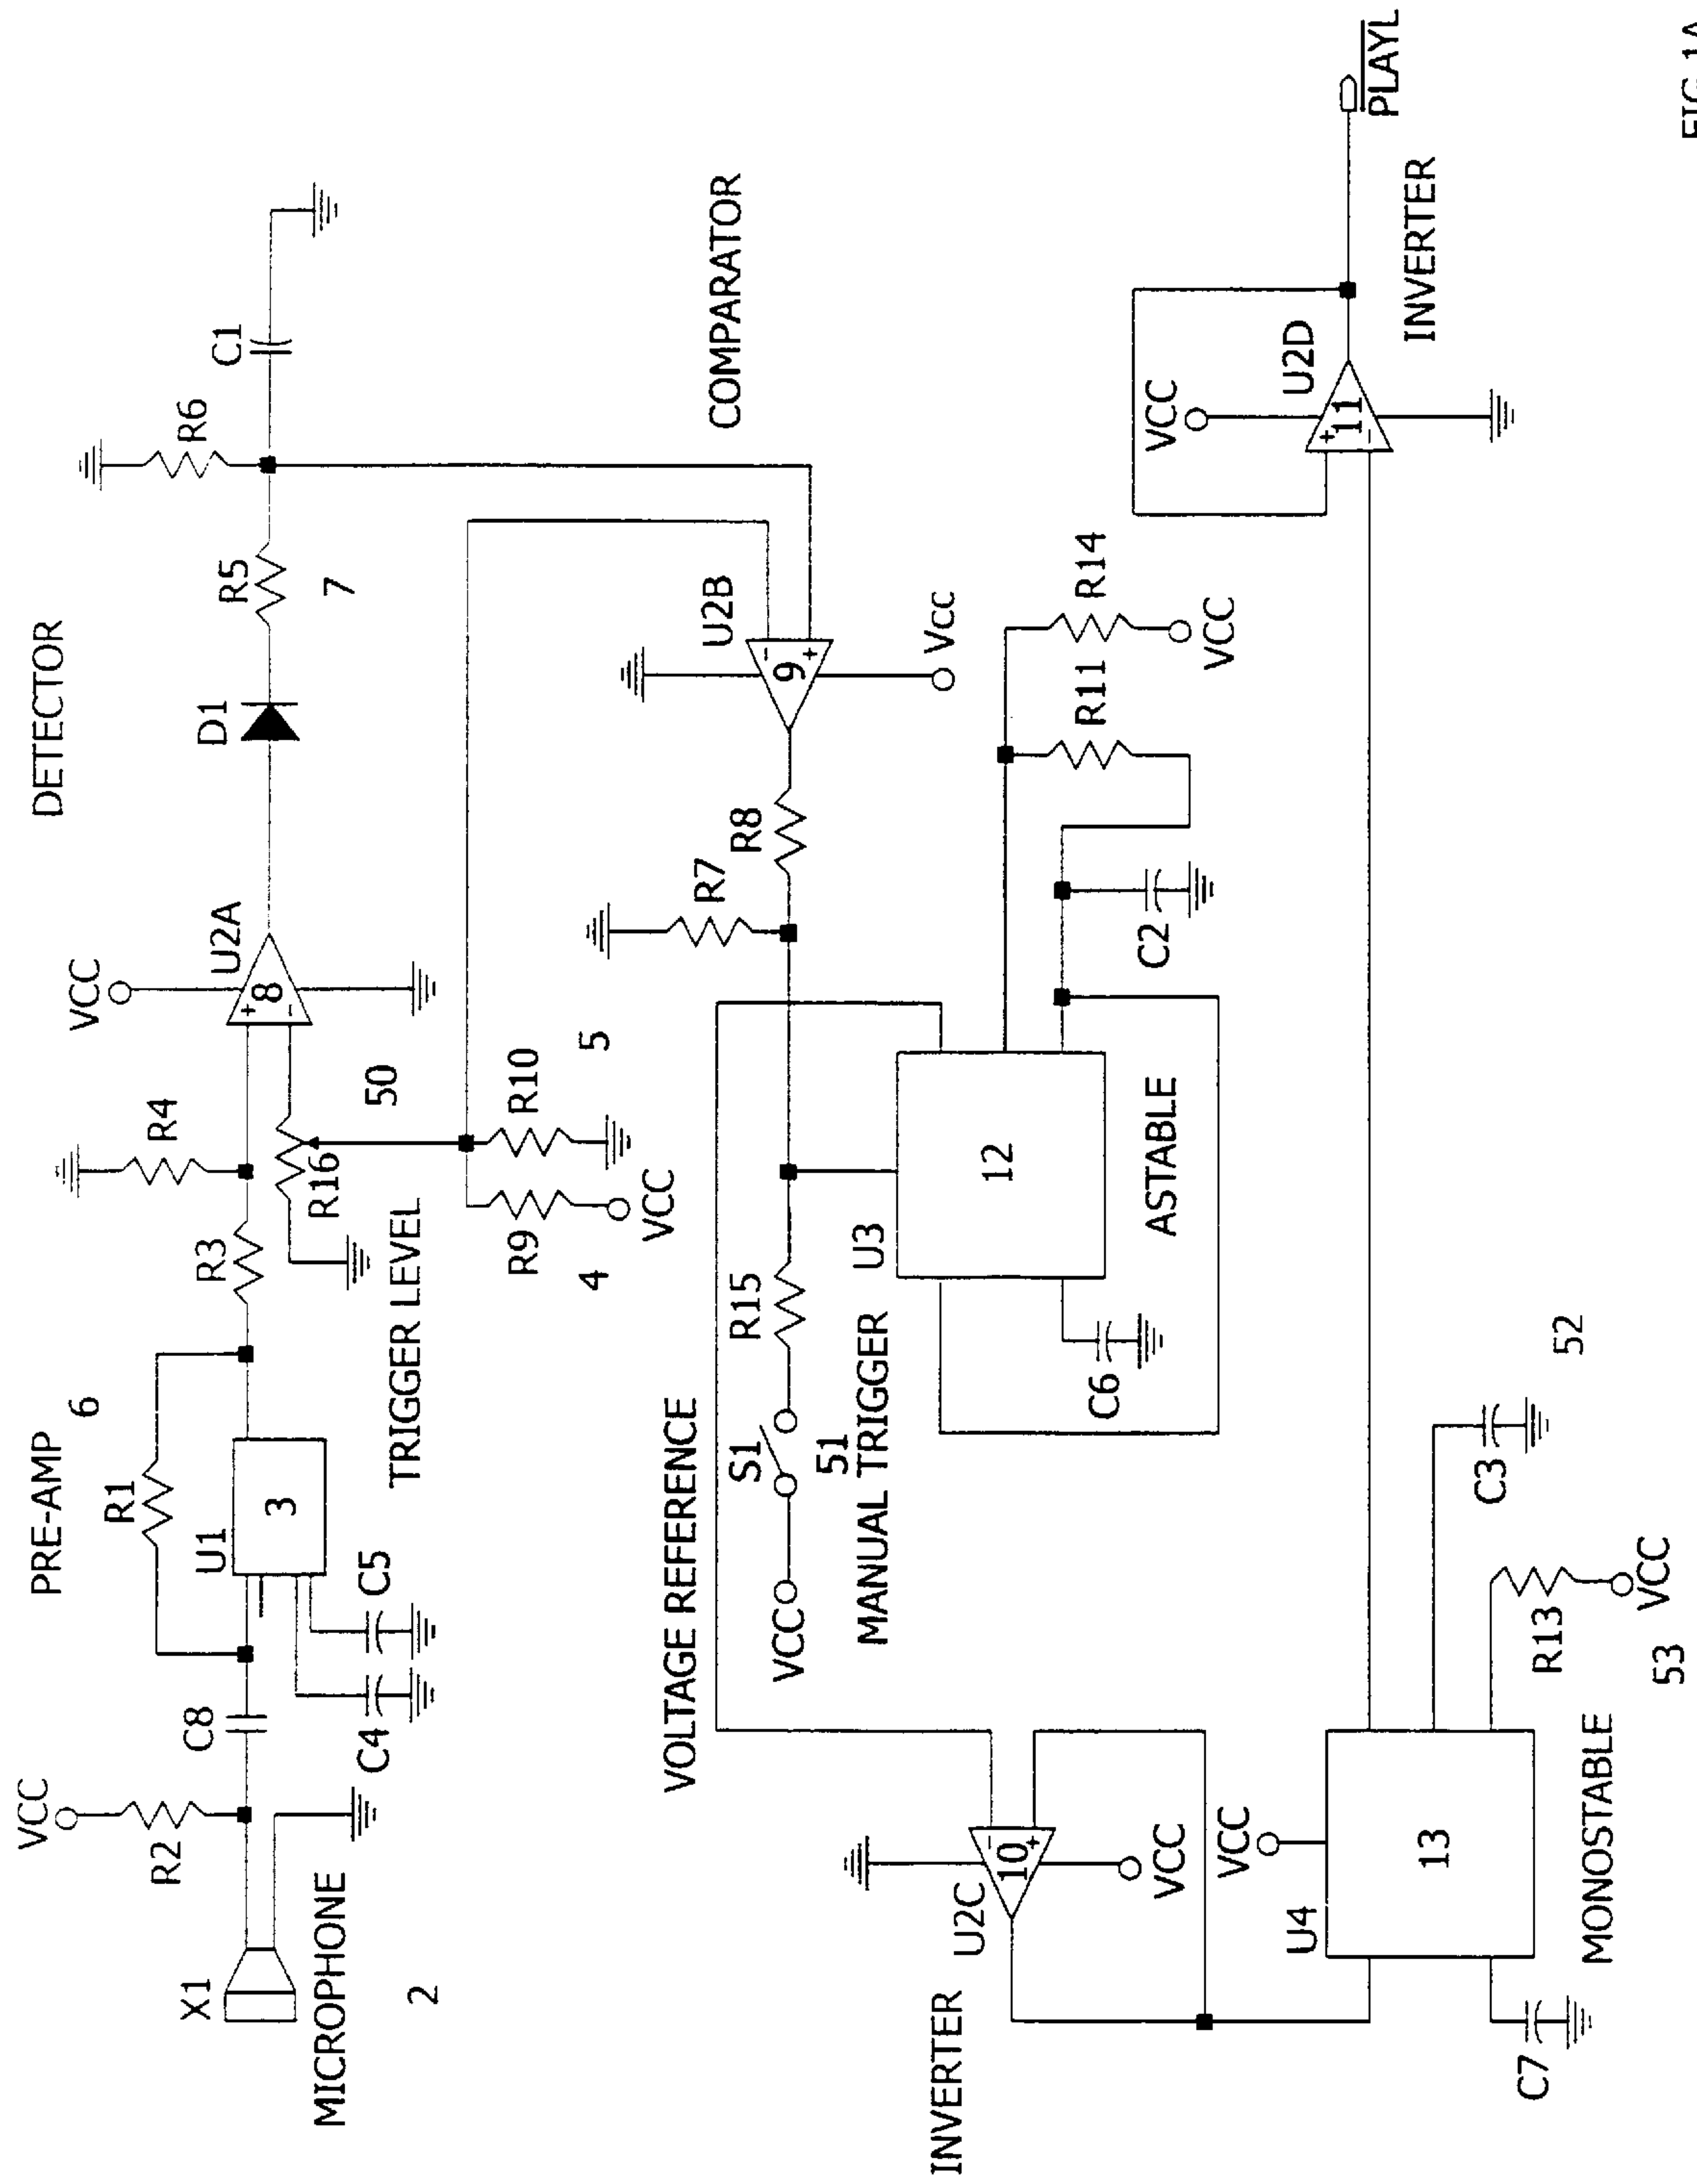 PRE-AMP
6
DETECTOR
VCC
R2
X1
MICROPHONE
2
C8
C4
C5
R1
U1
3
R3
R4
R16
TRIGGER LEVEL
50
VCC
U2A
+
8
-
D1
R5
7
R6
C1
R9
4
VCC
R10
5
COMPARATOR
U2B
-
9
+
Vcc
R8
R7
VOLTAGE REFERENCE
VCC
S1
51
MANUAL TRIGGER
R15
U3
12
ASTABLE
C6
C2
R11
R14
VCC
INVERTER
U2C
-
10
+
VCC
VCC
U4
13
MONOSTABLE
C7
R13
VCC
53
C3
52
VCC
U2D
+
11
-
INVERTER
PLAYL
FIG 1A